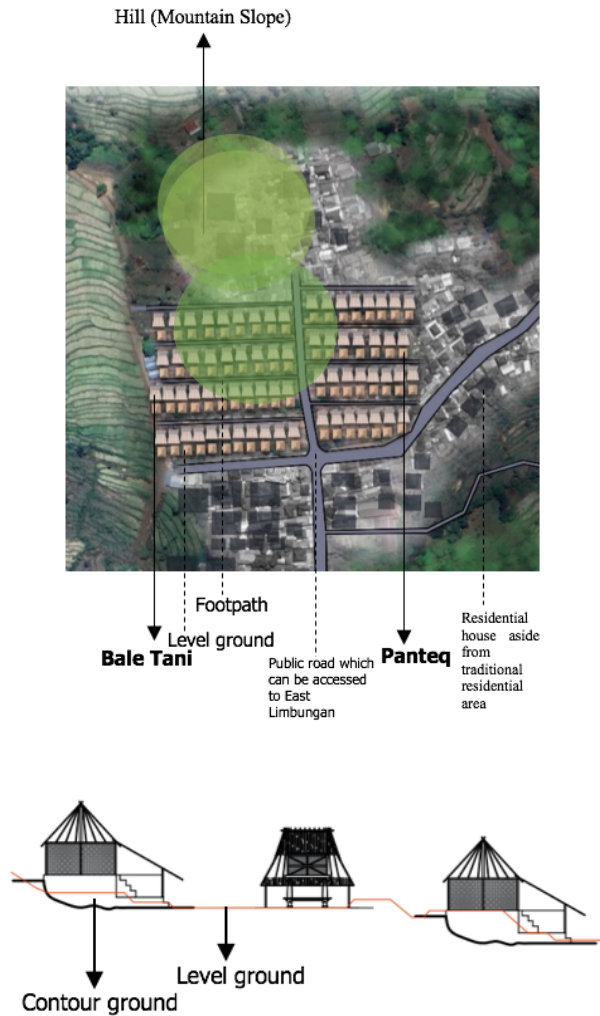 Hill (Mountain Slope)
Footpath
Level ground
Bale Tani
Public road which
can be accessed
to East
Limbungan
Panteq
Residential
house aside
from
traditional
residential
area
Level ground
Contour ground